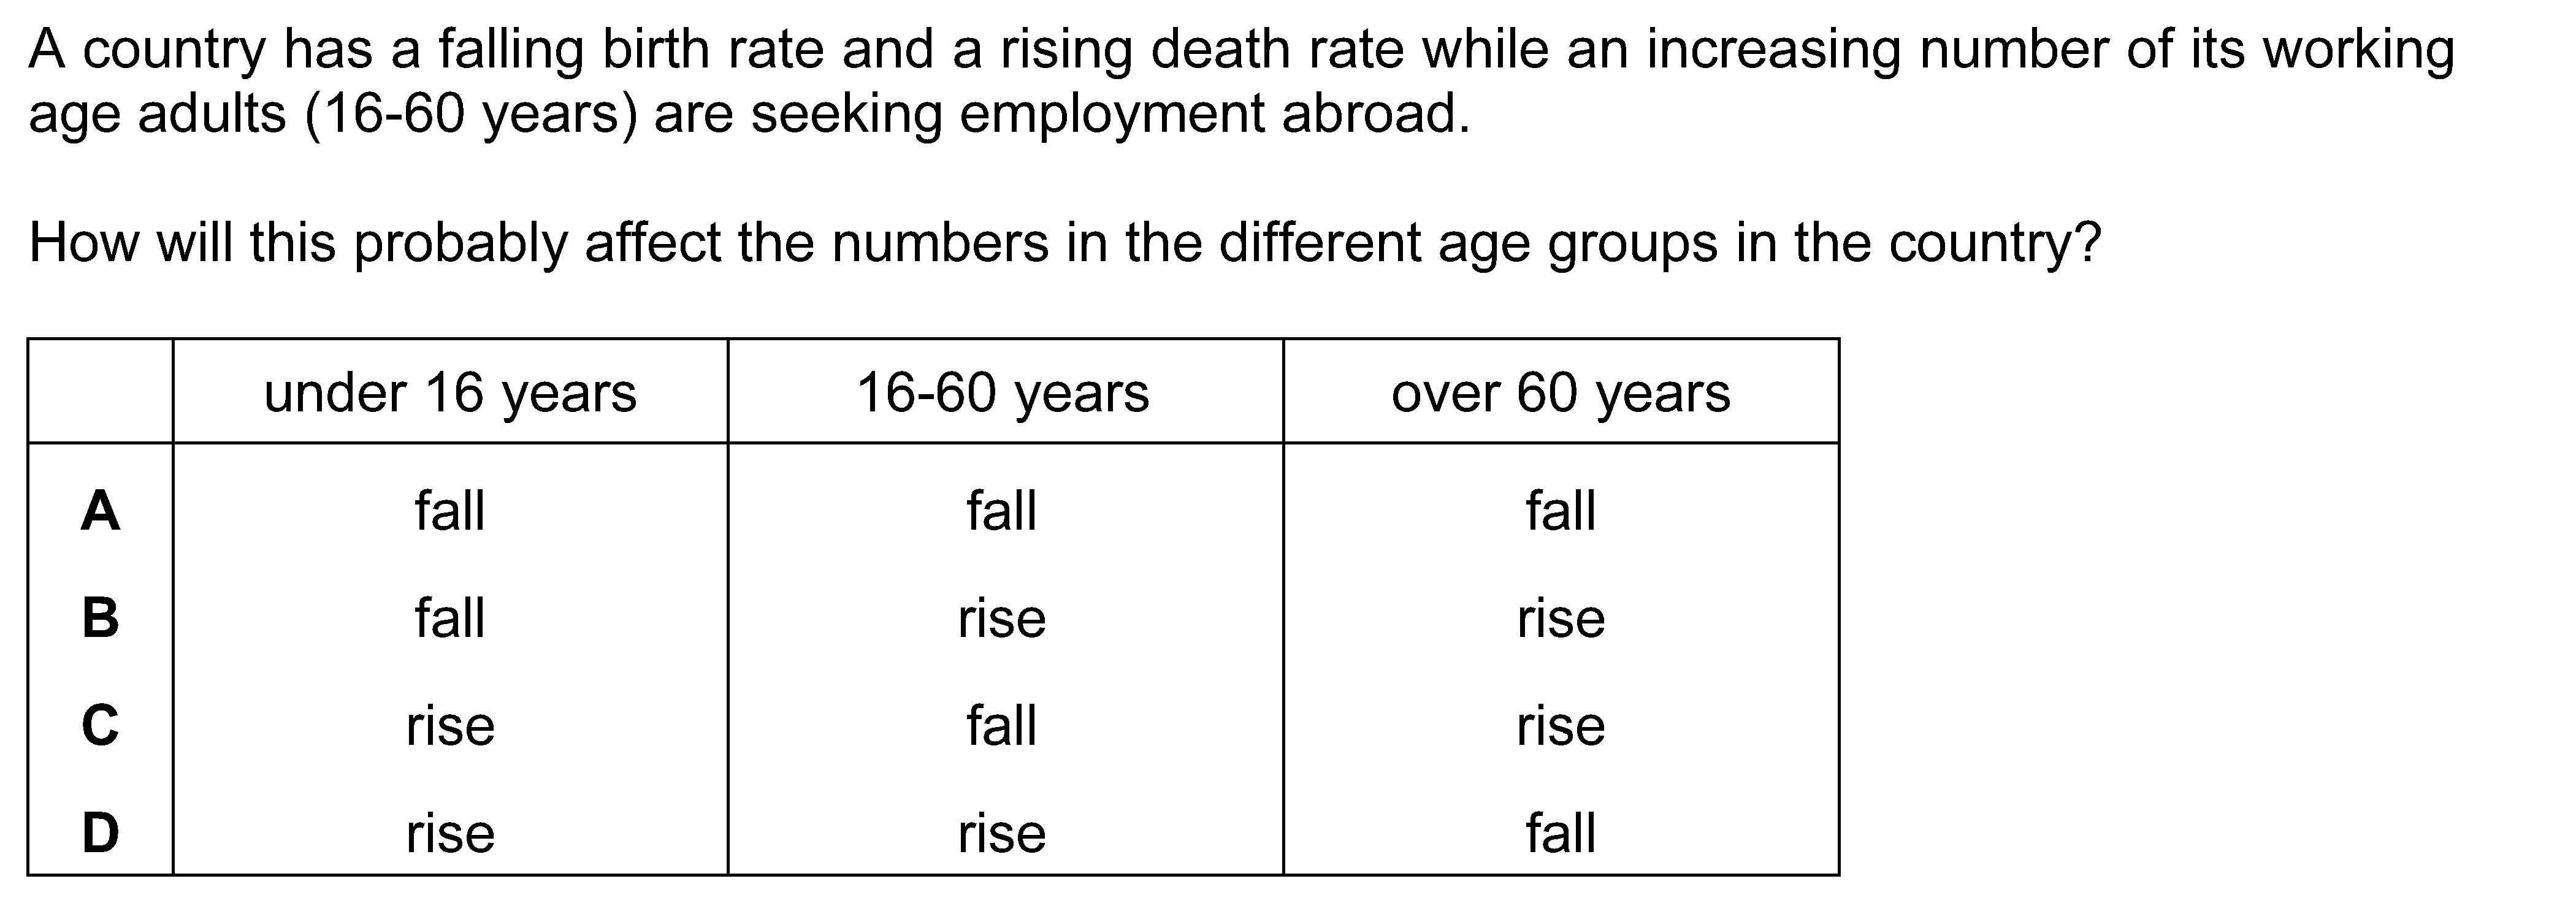 A country has a falling birth rate and a rising death rate while an increasing number of its working
age adults (16-60 years) are seeking employment abroad.
How will this probably affect the numbers in the different age groups in the country?
under 16 years 16-60 years over 60 years
A fall fall fall
B fall rise rise
C rise fall rise
D rise rise fall